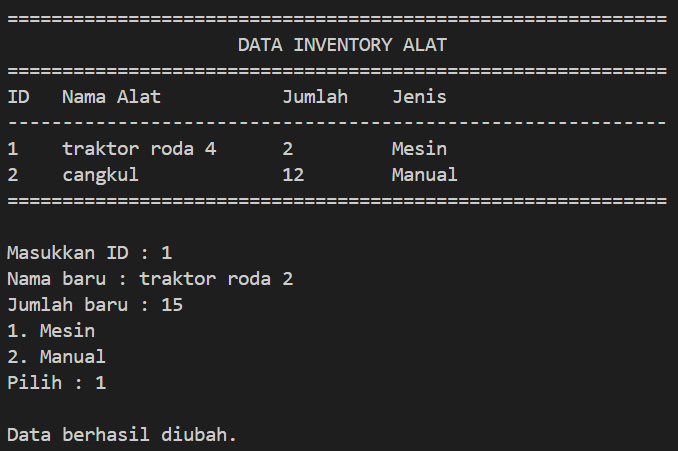 ============================================================
DATA INVENTORY ALAT
============================================================
ID   Nama Alat           Jumlah    Jenis
------------------------------------------------------------
1    traktor roda 4      2         Mesin
2    cangkul             12        Manual
============================================================
Masukkan ID : 1
Nama baru : traktor roda 2
Jumlah baru : 15
1. Mesin
2. Manual
Pilih : 1
Data berhasil diubah.